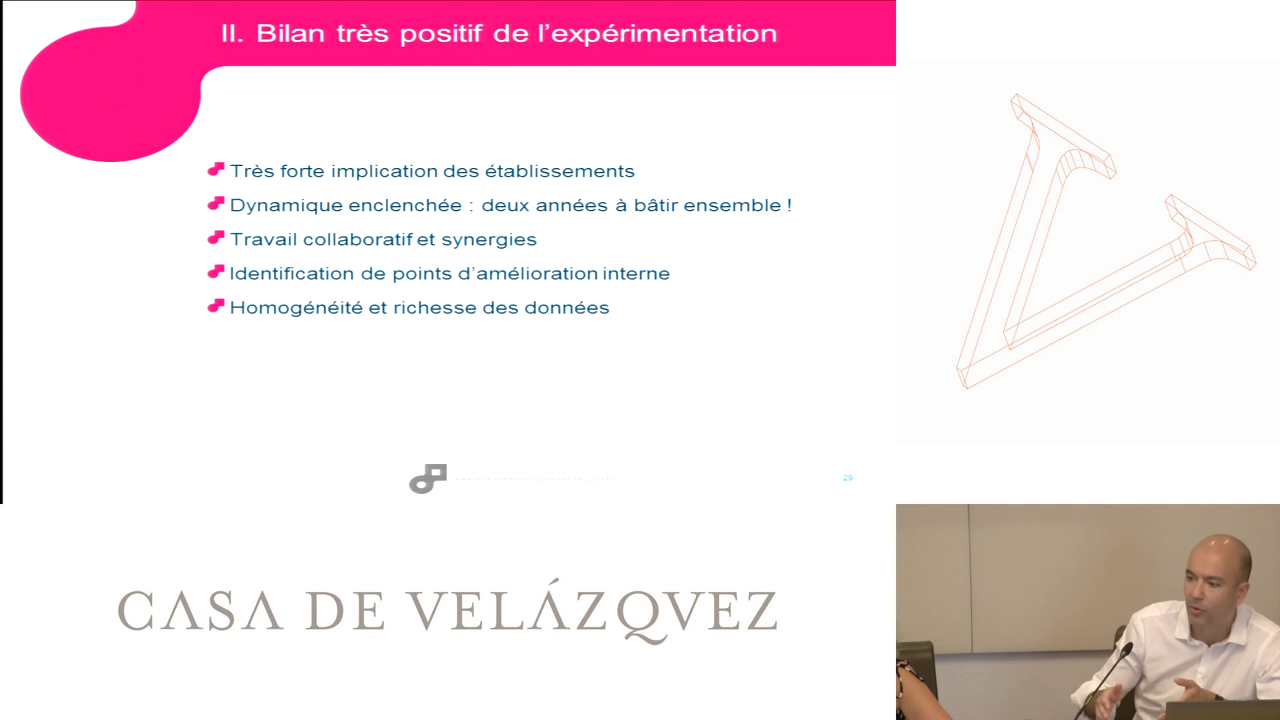 II. Bilan très positif de l'expérimentation
Très forte implication des établissements
Dynamique enclenchée : deux années à bâtir ensemble !
Travail collaboratif et synergies
Identification de points d'amélioration interne
Homogénéité et richesse des données
29
CASA DE VELÁZQVEZ